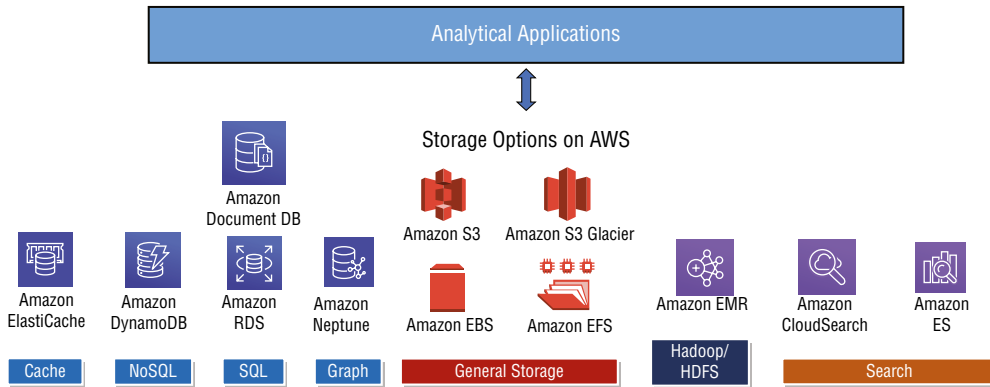 Analytical Applications
Storage Options on AWS
Amazon
Document DB
Amazon S3
Amazon S3 Glacier
Amazon
ElastiCache
Amazon
DynamoDB
Amazon
RDS
Amazon
Neptune
Amazon EBS
Amazon EFS
Amazon EMR
Amazon
CloudSearch
Amazon
ES
Cache
NoSQL
SQL
Graph
General Storage
Hadoop/
HDFS
Search